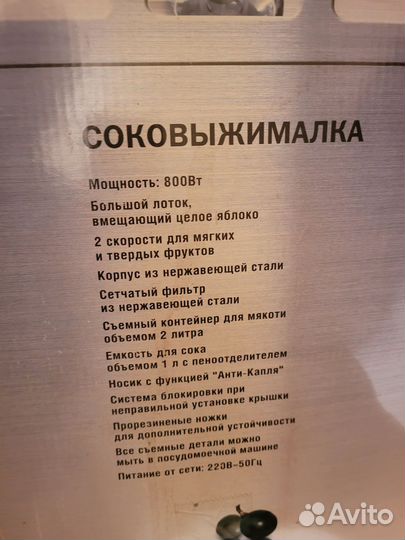 СОКОВЫЖИМАЛКА
Мощность: 800Вт
Большой лоток,
вмещающий целое яблоко
2 скорости для мягких
и твердых фруктов
Корпус из нержавеющей стали
Сетчатый фильтр
из нержавеющей стали
Съемный контейнер для мякоти
объемом 2 литра
Емкость для сока
объемом 1 л с пеноотделителем
Носик с функцией "Анти-Капля"
Система блокировки при
неправильной установке крышки
Прорезиненые ножки
для дополнительной устойчивости
Все съемные детали можно
мыть в посудомоечной машине
Питание от сети: 220В-50Гц
Avito